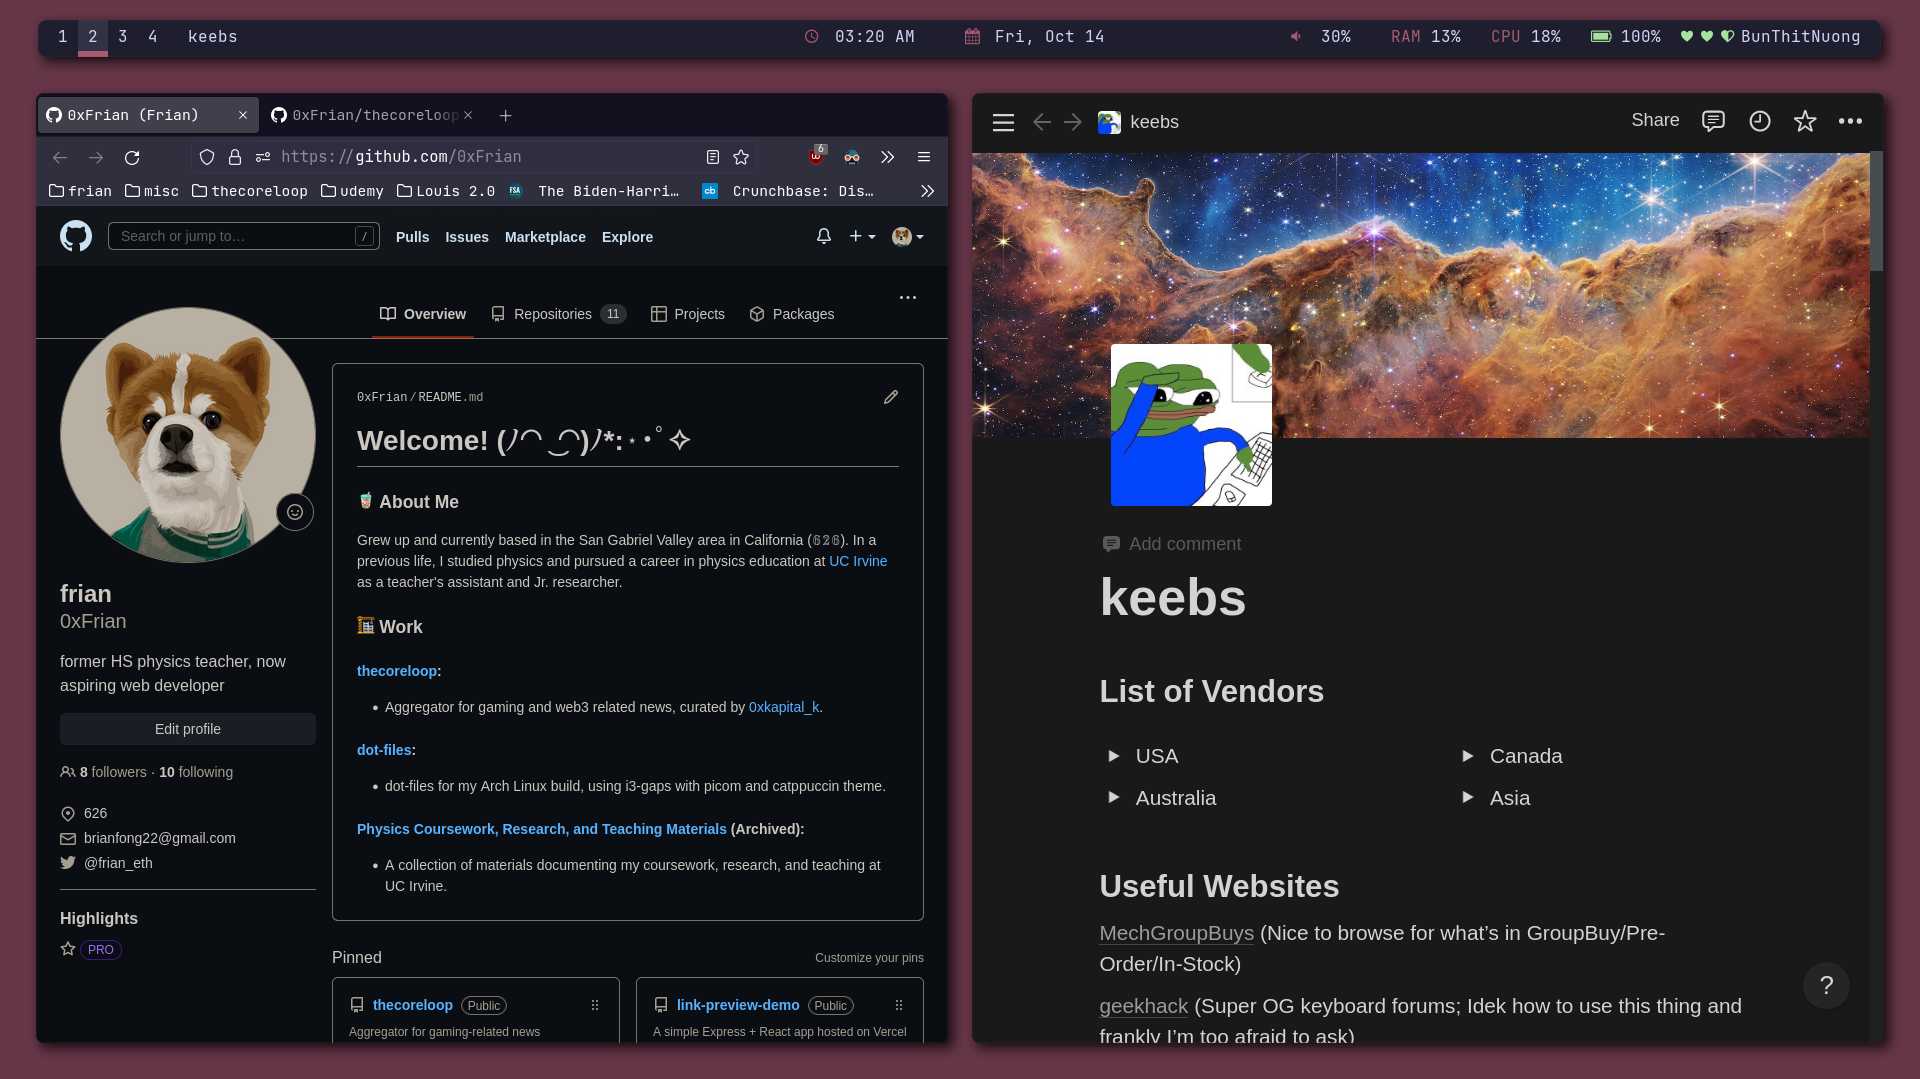 1 2 3 4 keebs
03:20 AM Fri, Oct 14
30% RAM 13% CPU 18% 100% BunThitNuong
0xFrian (Frian)
0xFrian/thecoreloop
https://github.com/0xFrian
6
frian misc thecoreloop udemy Louis 2.0 FSA The Biden-Harri… cb Crunchbase: Dis…
Search or jump to… /
Pulls Issues Marketplace Explore
Overview Repositories 11 Projects Packages
frian
0xFrian
former HS physics teacher, now
aspiring web developer
Edit profile
8 followers · 10 following
626
brianfong22@gmail.com
@frian_eth
Highlights
PRO
0xFrian/README.md
Welcome! (ﾉ◠ ‿◠)ﾉ*:⋆•ﾟ✧
About Me
Grew up and currently based in the San Gabriel Valley area in California (𝟞𝟚𝟞). In a
previous life, I studied physics and pursued a career in physics education at UC Irvine
as a teacher's assistant and Jr. researcher.
Work
thecoreloop:
• Aggregator for gaming and web3 related news, curated by 0xkapital_k.
dot-files:
• dot-files for my Arch Linux build, using i3-gaps with picom and catppuccin theme.
Physics Coursework, Research, and Teaching Materials (Archived):
• A collection of materials documenting my coursework, research, and teaching at
UC Irvine.
Pinned
Customize your pins
thecoreloop Public
Aggregator for gaming-related news
link-preview-demo Public
A simple Express + React app hosted on Vercel
keebs
Share
Add comment
keebs
List of Vendors
USA
Canada
Australia
Asia
Useful Websites
MechGroupBuys (Nice to browse for what's in GroupBuy/Pre-
Order/In-Stock)
geekhack (Super OG keyboard forums; Idek how to use this thing and
frankly I'm too afraid to ask)
?